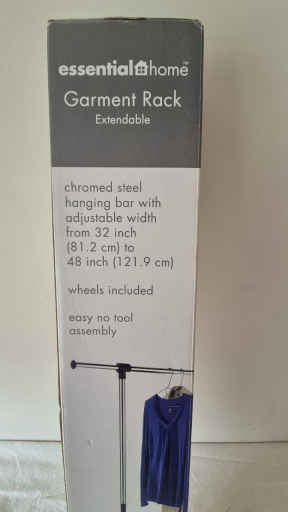 essential home™
Garment Rack
Extendable
chromed steel
hanging bar with
adjustable width
from 32 inch
(81.2 cm) to
48 inch (121.9 cm)
wheels included
easy no tool
assembly